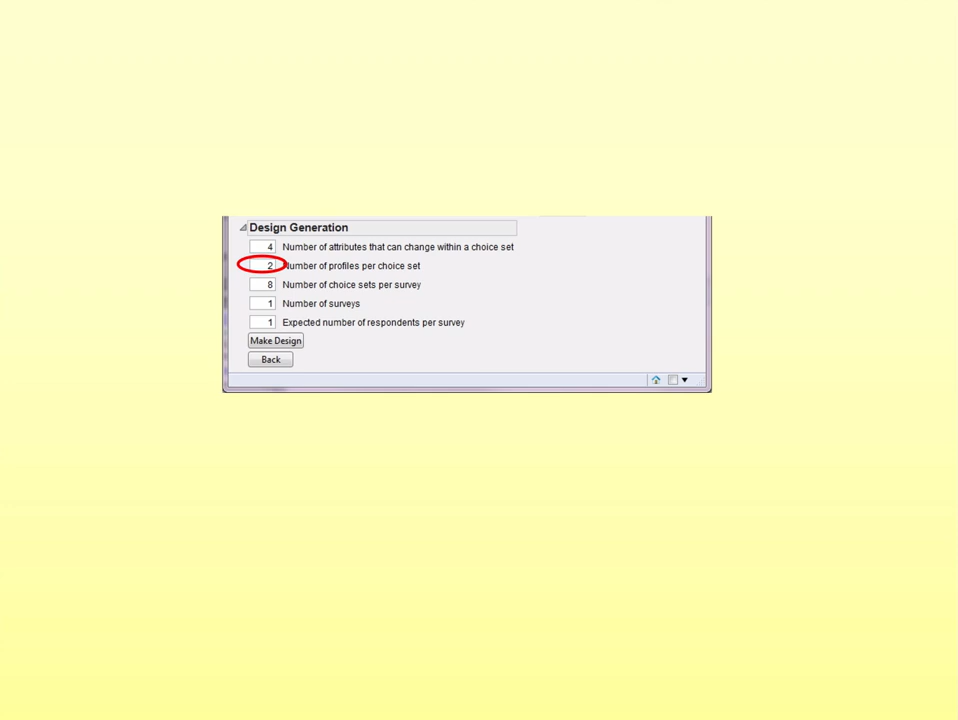 Design Generation
4 Number of attributes that can change within a choice set
2 Number of profiles per choice set
8 Number of choice sets per survey
1 Number of surveys
1 Expected number of respondents per survey
Make Design
Back